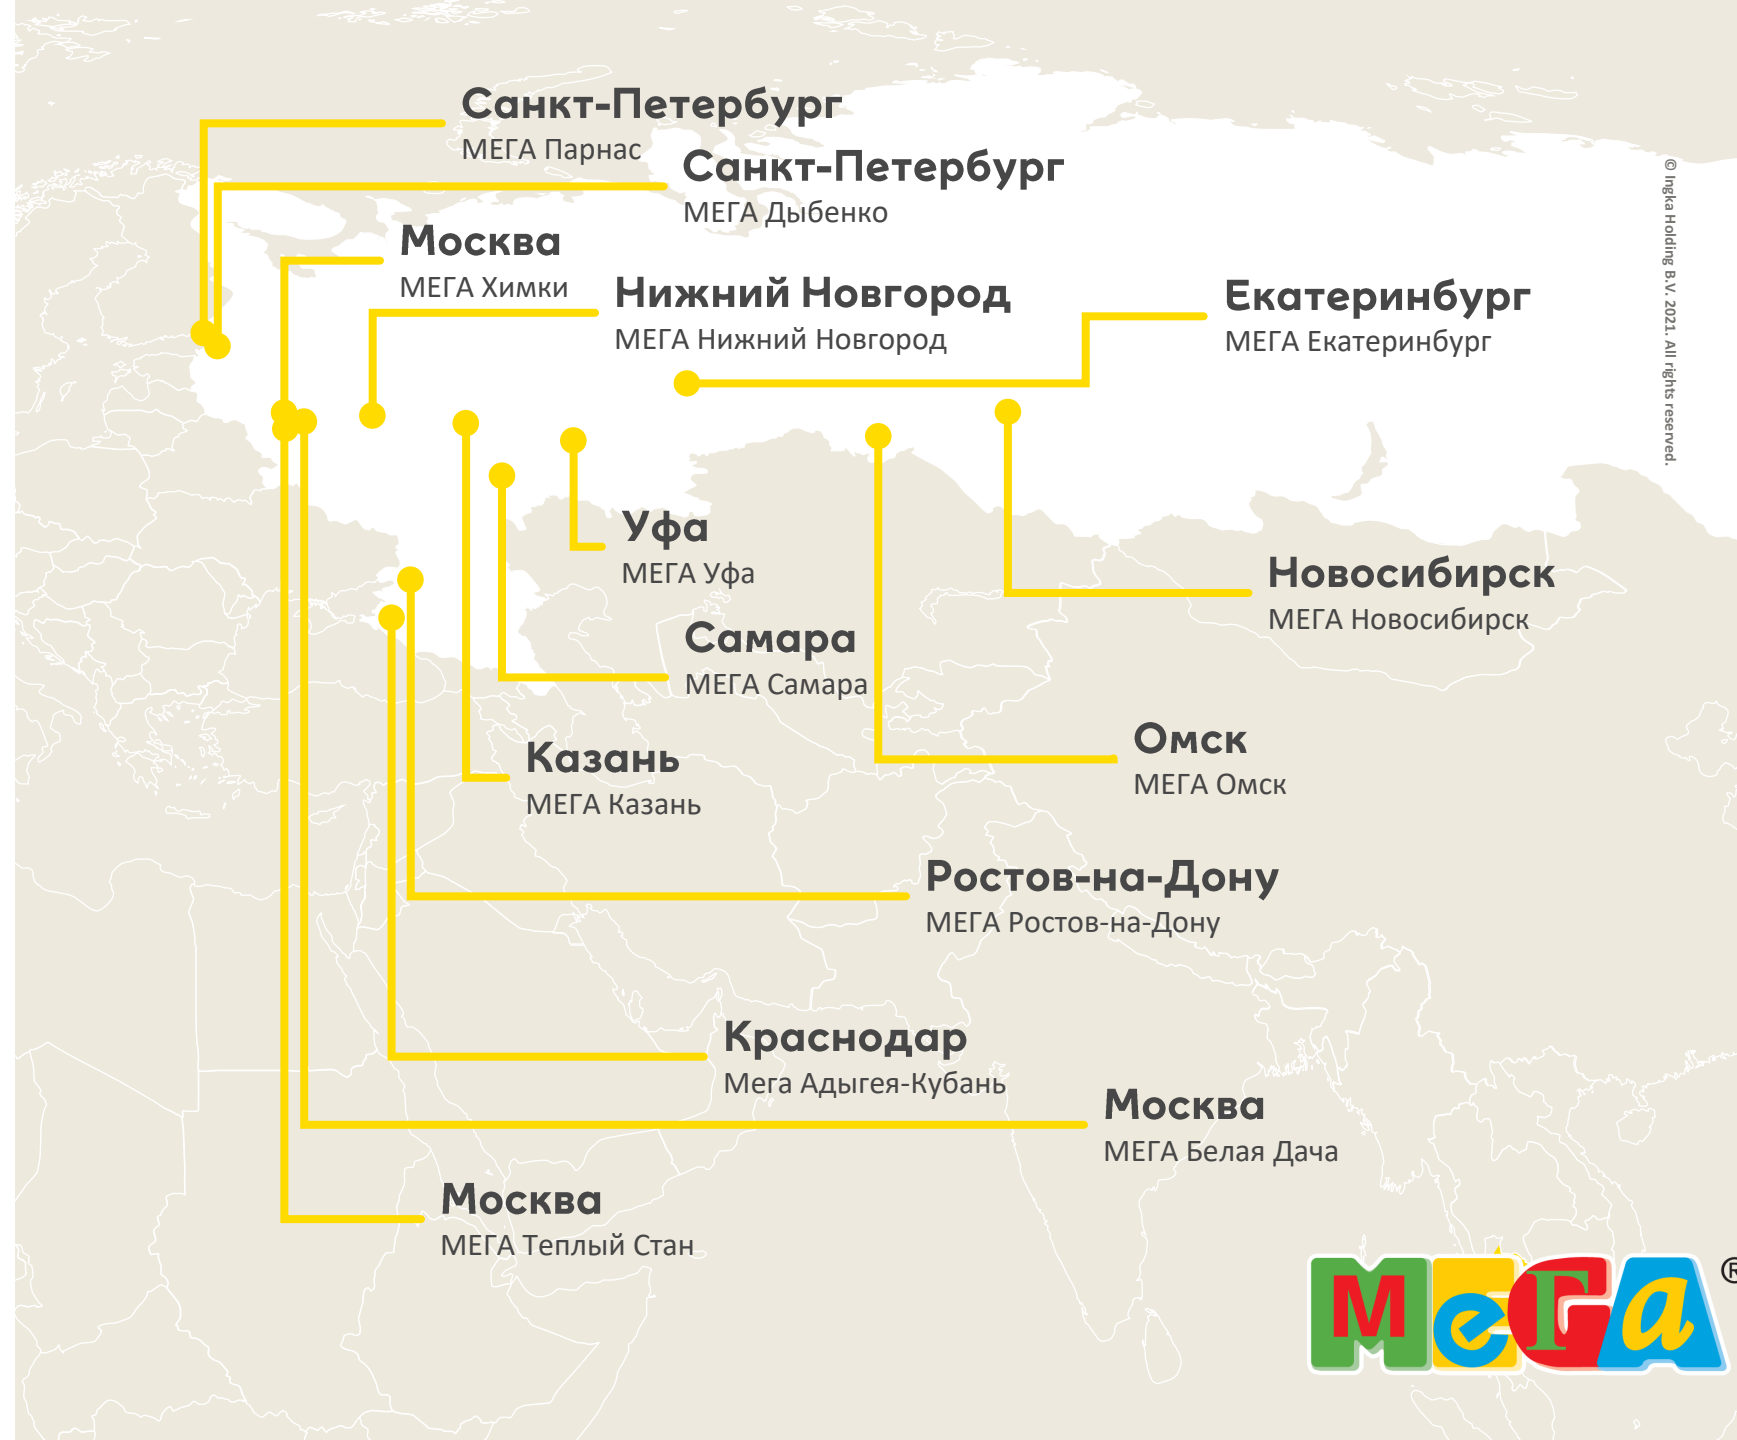 Санкт-Петербург
МЕГА Парнас
Санкт-Петербург
МЕГА Дыбенко
Москва
МЕГА Химки
Нижний Новгород
МЕГА Нижний Новгород
Екатеринбург
МЕГА Екатеринбург
© Ingka Holding B.V. 2021. All rights reserved.
Уфа
МЕГА Уфа
Новосибирск
МЕГА Новосибирск
Самара
МЕГА Самара
Омск
МЕГА Омск
Казань
МЕГА Казань
Ростов-на-Дону
МЕГА Ростов-на-Дону
Краснодар
Мега Адыгея-Кубань
Москва
МЕГА Белая Дача
Москва
МЕГА Теплый Стан
МеГа ®